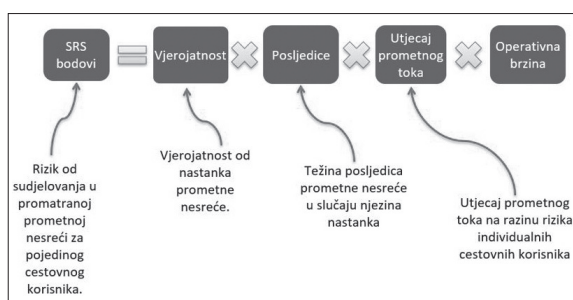 SRS
bodovi
Vjerojatnost
Posljedice
Utjecaj
prometnog
toka
Operativna
brzina
Rizik od
sudjelovanja u
promatranoj
prometnoj
nesreći za
pojedinog
cestovnog
korisnika.
Vjerojatnost od
nastanka
prometne
nesreće.
Težina posljedica
prometne nesreće
u slučaju njezina
nastanka
Utjecaj prometnog
toka na razinu rizika
individualnih
cestovnih korisnika